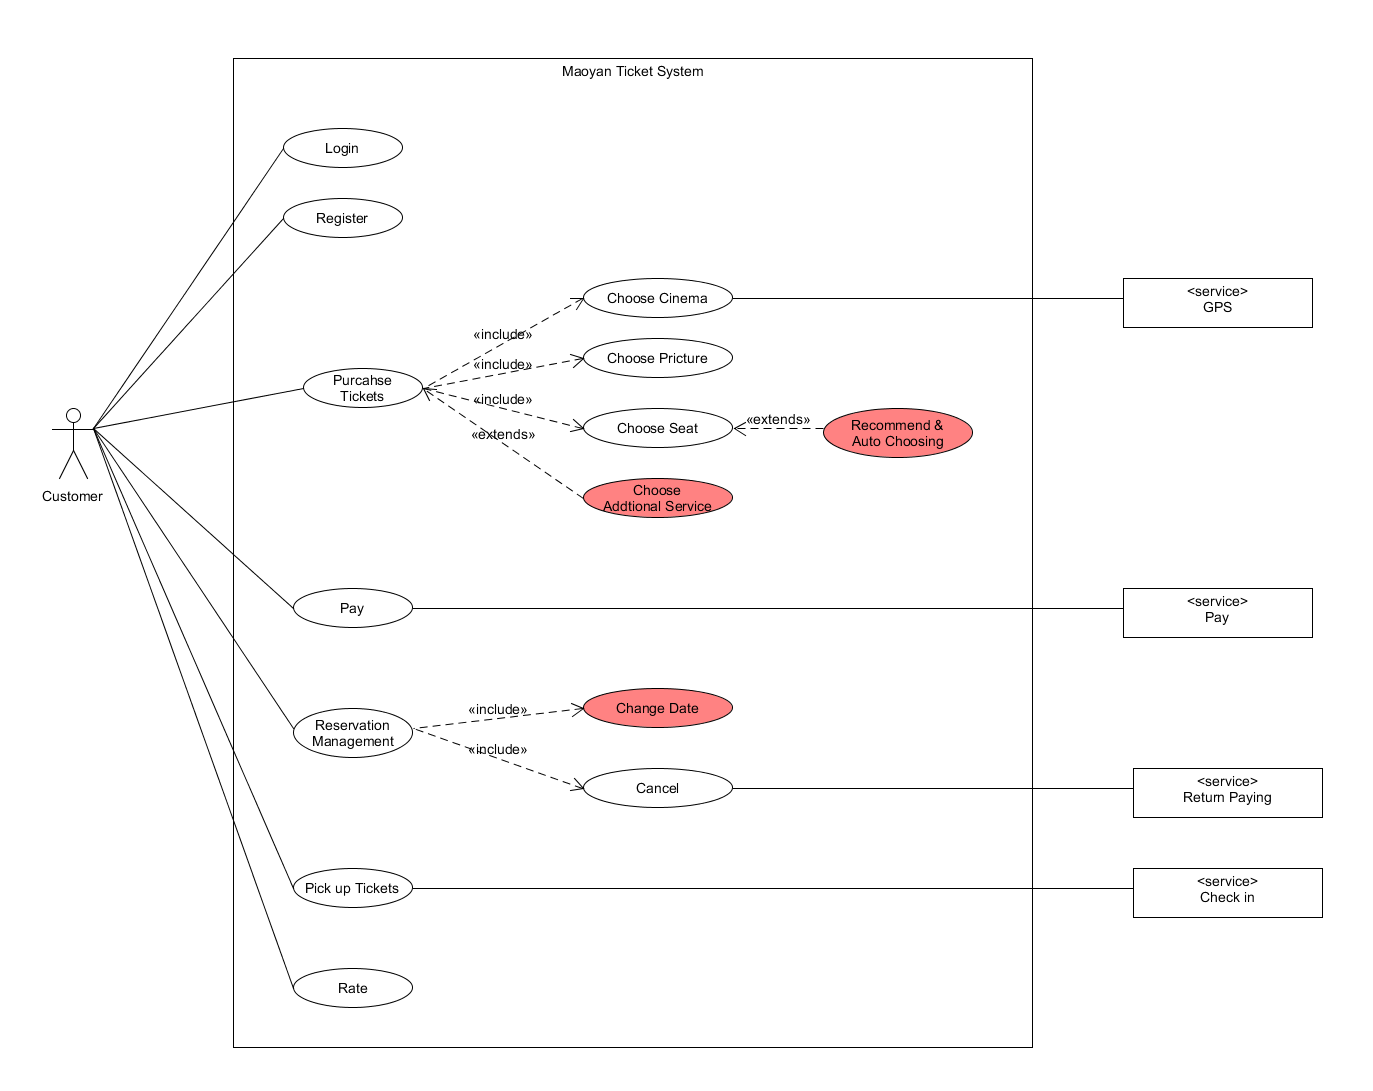 Maoyan Ticket System
Login
Register
Choose Cinema
<service>
GPS
«include»
Choose Pricture
«include»
Purcahse
Tickets
«include»
Choose Seat
«extends»
Recommend &
Auto Choosing
«extends»
Customer
Choose
Addtional Service
Pay
<service>
Pay
«include»
Change Date
Reservation
Management
«include»
Cancel
<service>
Return Paying
Pick up Tickets
<service>
Check in
Rate